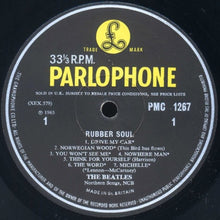 TRADE MARK
33⅓ R.P.M.
PARLOPHONE
SOLD IN U.K. SUBJECT TO RESALE PRICE CONDITIONS, SEE PRICE LISTS
(XEX.579)
PMC 1267
℗ 1965
1
1
RUBBER SOUL
1. DRIVE MY CAR
2. NORWEGIAN WOOD (This Bird has flown)
3. YOU WON'T SEE ME 4. NOWHERE MAN
5. THINK FOR YOURSELF (Harrison)
6. THE WORD 7. MICHELLE
(Lennon—McCartney)
THE BEATLES
Northern Songs, NCB
MADE IN GT. BRITAIN